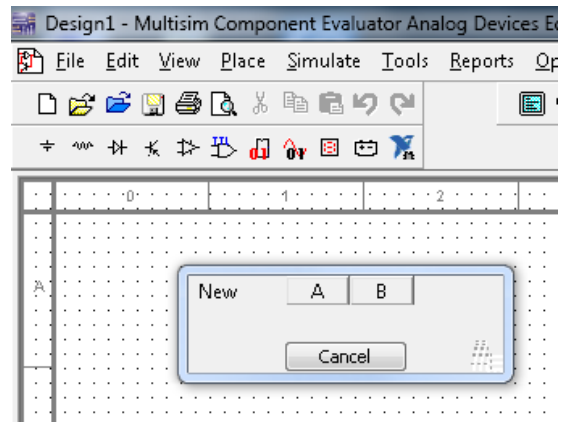 Design1 - Multisim Component Evaluator Analog Devices Ed
File Edit View Place Simulate Tools Reports Op
0 1 2
A
New A B
Cancel